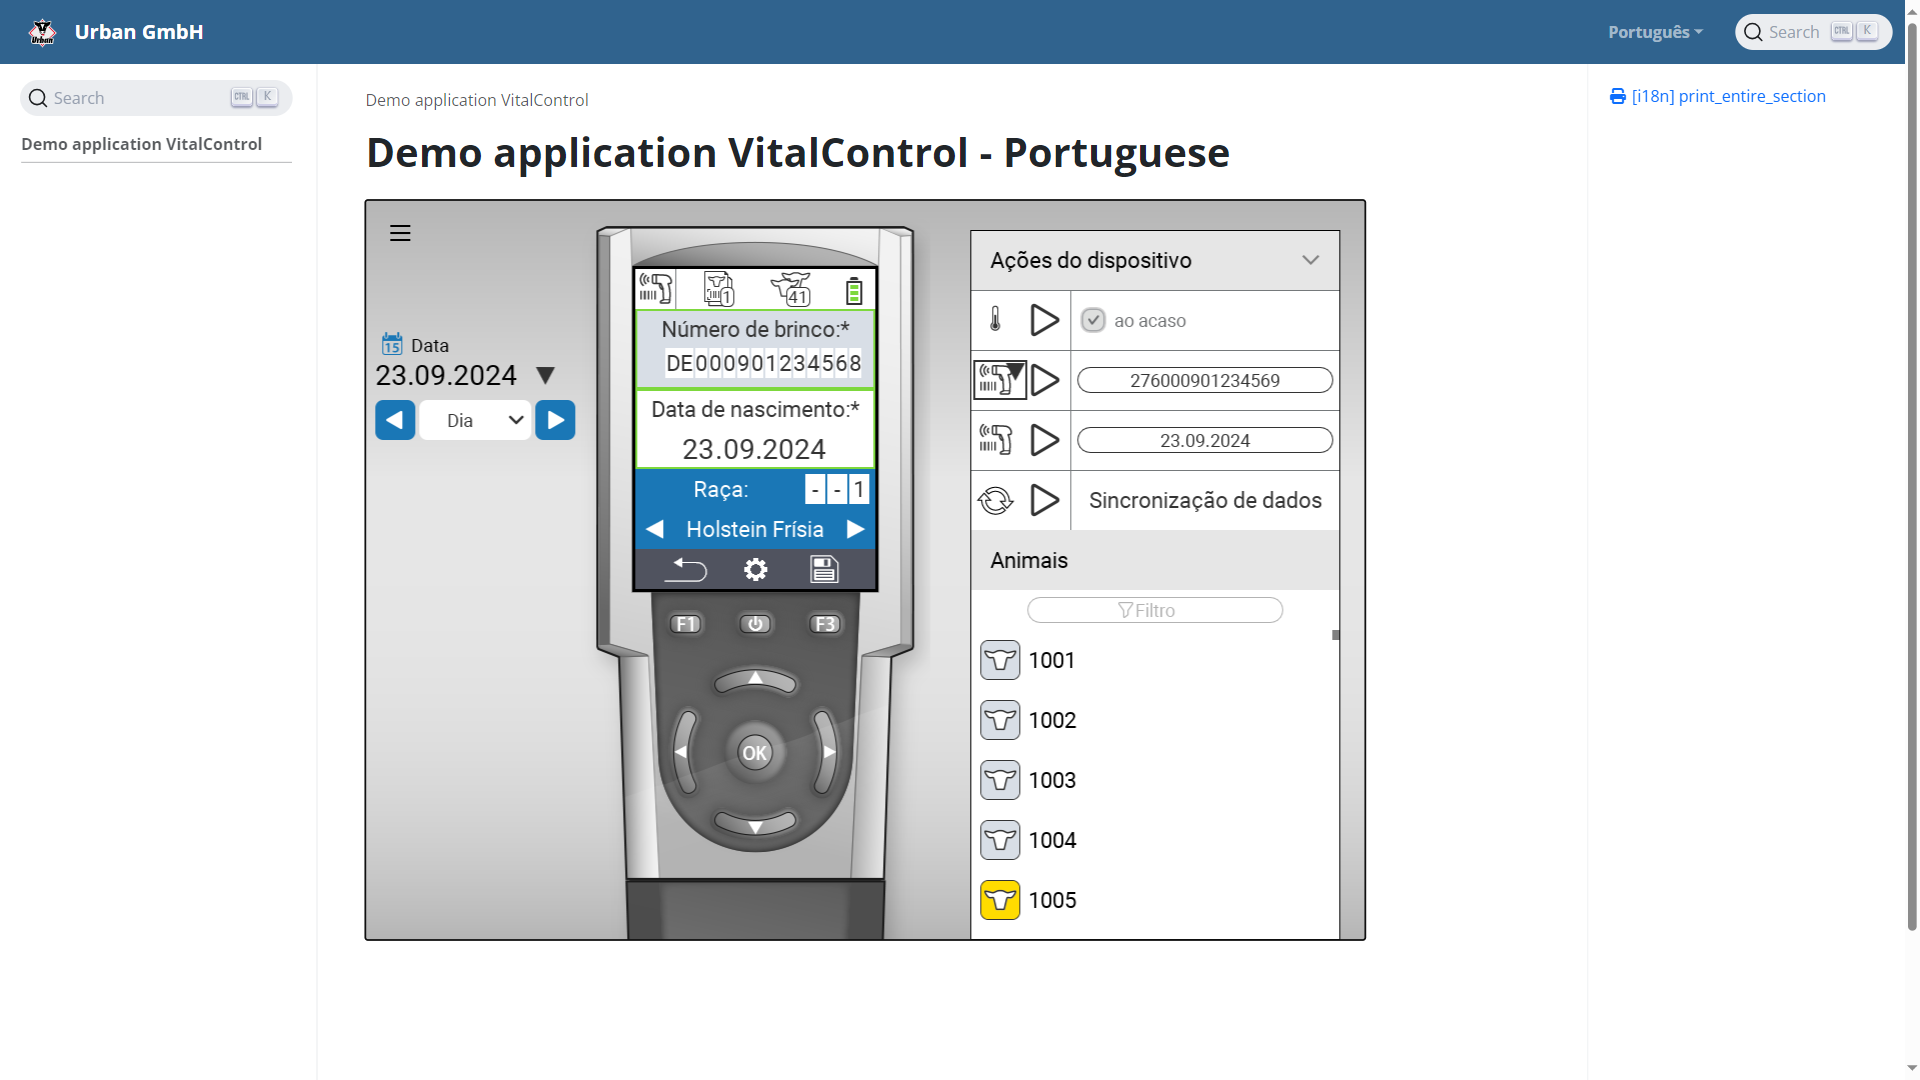 Urban GmbH
Português
Search CTRL K
Search CTRL K
Demo application VitalControl
Demo application VitalControl
Demo application VitalControl - Portuguese
[i18n] print_entire_section
15 Data
23.09.2024
Dia
1
41
Número de brinco:*
DE000901234568
Data de nascimento:*
23.09.2024
Raça: - - 1
Holstein Frísia
F1
F3
OK
Ações do dispositivo
ao acaso
276000901234569
23.09.2024
Sincronização de dados
Animais
Filtro
1001
1002
1003
1004
1005